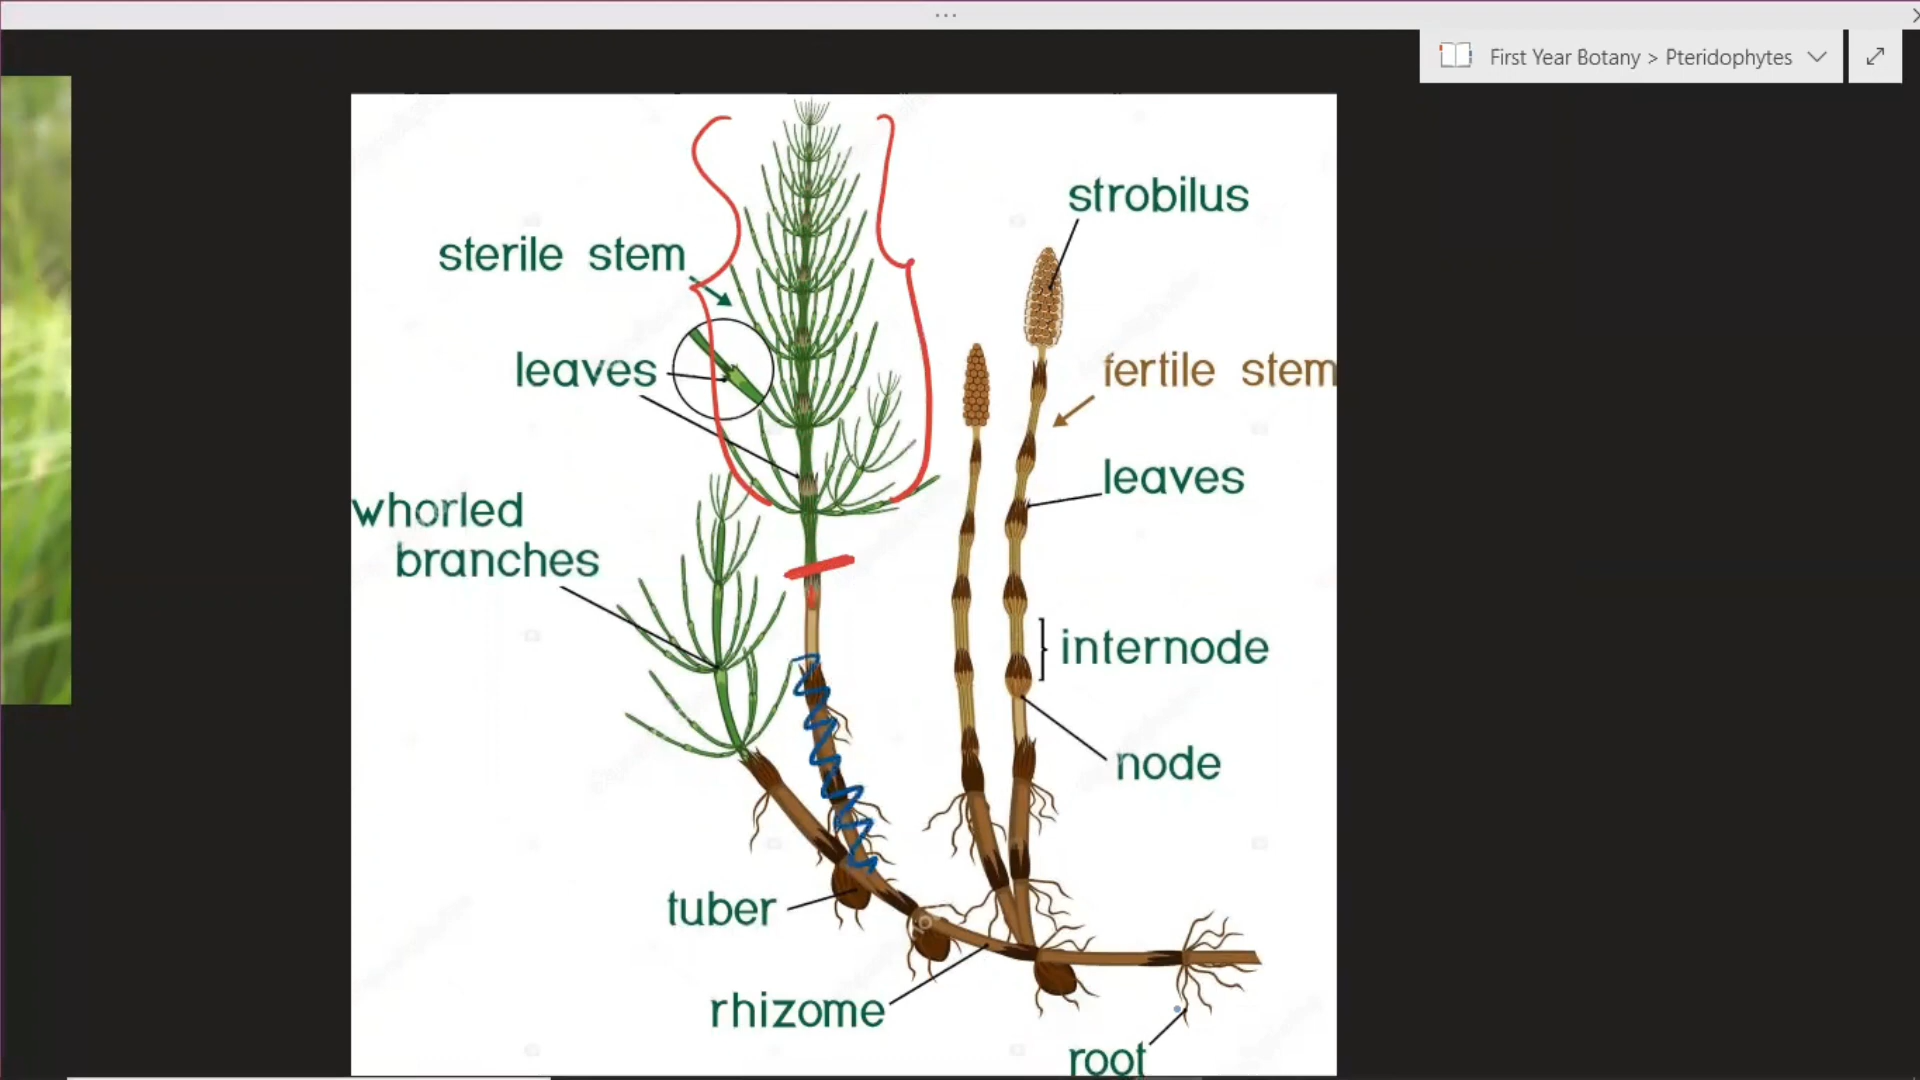 First Year Botany > Pteridophytes
strobilus
sterile stem
leaves
fertile stem
leaves
whorled
branches
internode
node
tuber
rhizome
root